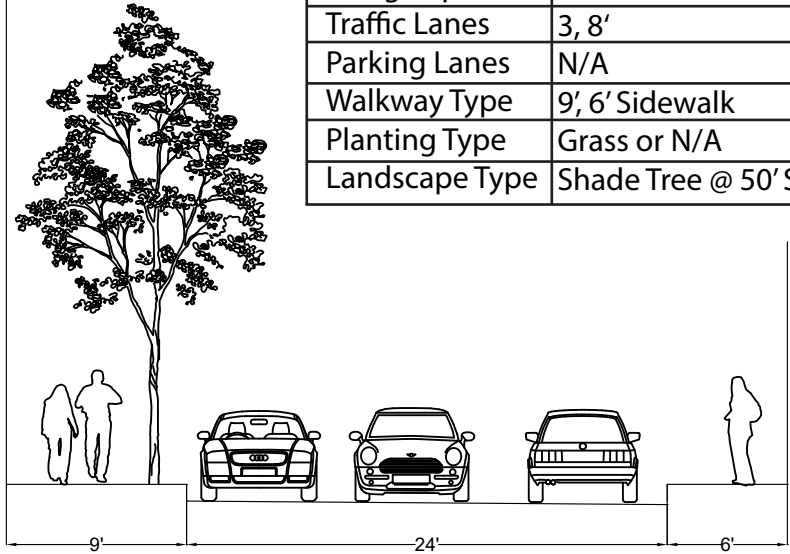 Traffic Lanes 3, 8‘
Parking Lanes N/A
Walkway Type 9’, 6’ Sidewalk
Planting Type Grass or N/A
Landscape Type Shade Tree @ 50’
9'
24'
6'